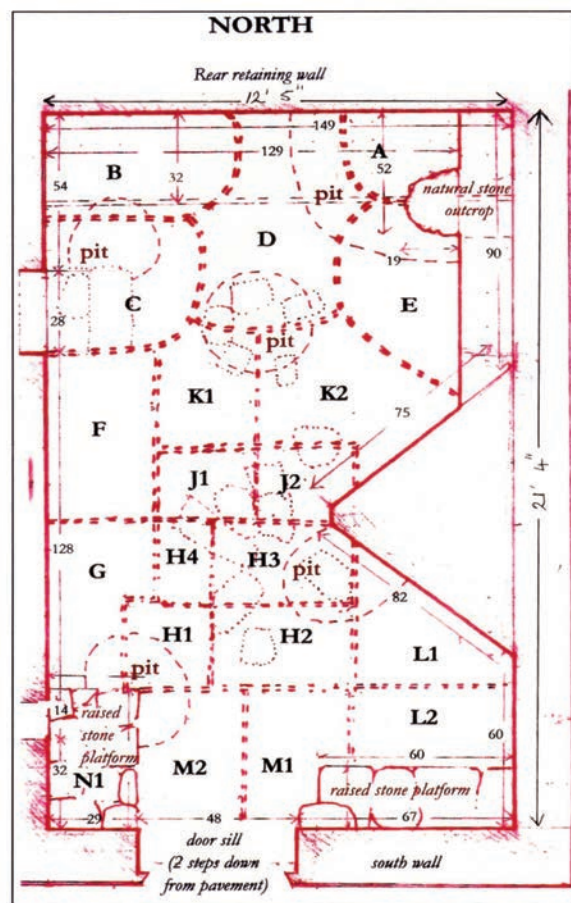 NORTH
Rear retaining wall
12' 5"
149
129
A
B
32
54
52
pit
natural stone
outcrop
D
pit
19
90
C
28
E
pit
K1
K2
F
75
J1
J2
21' 4"
128
G
H4
H3
pit
82
H1
H2
L1
pit
14
raised
stone
platform
L2
60
60
32
N1
M2
M1
raised stone platform
29
48
67
door sill
(2 steps down
from pavement)
south wall